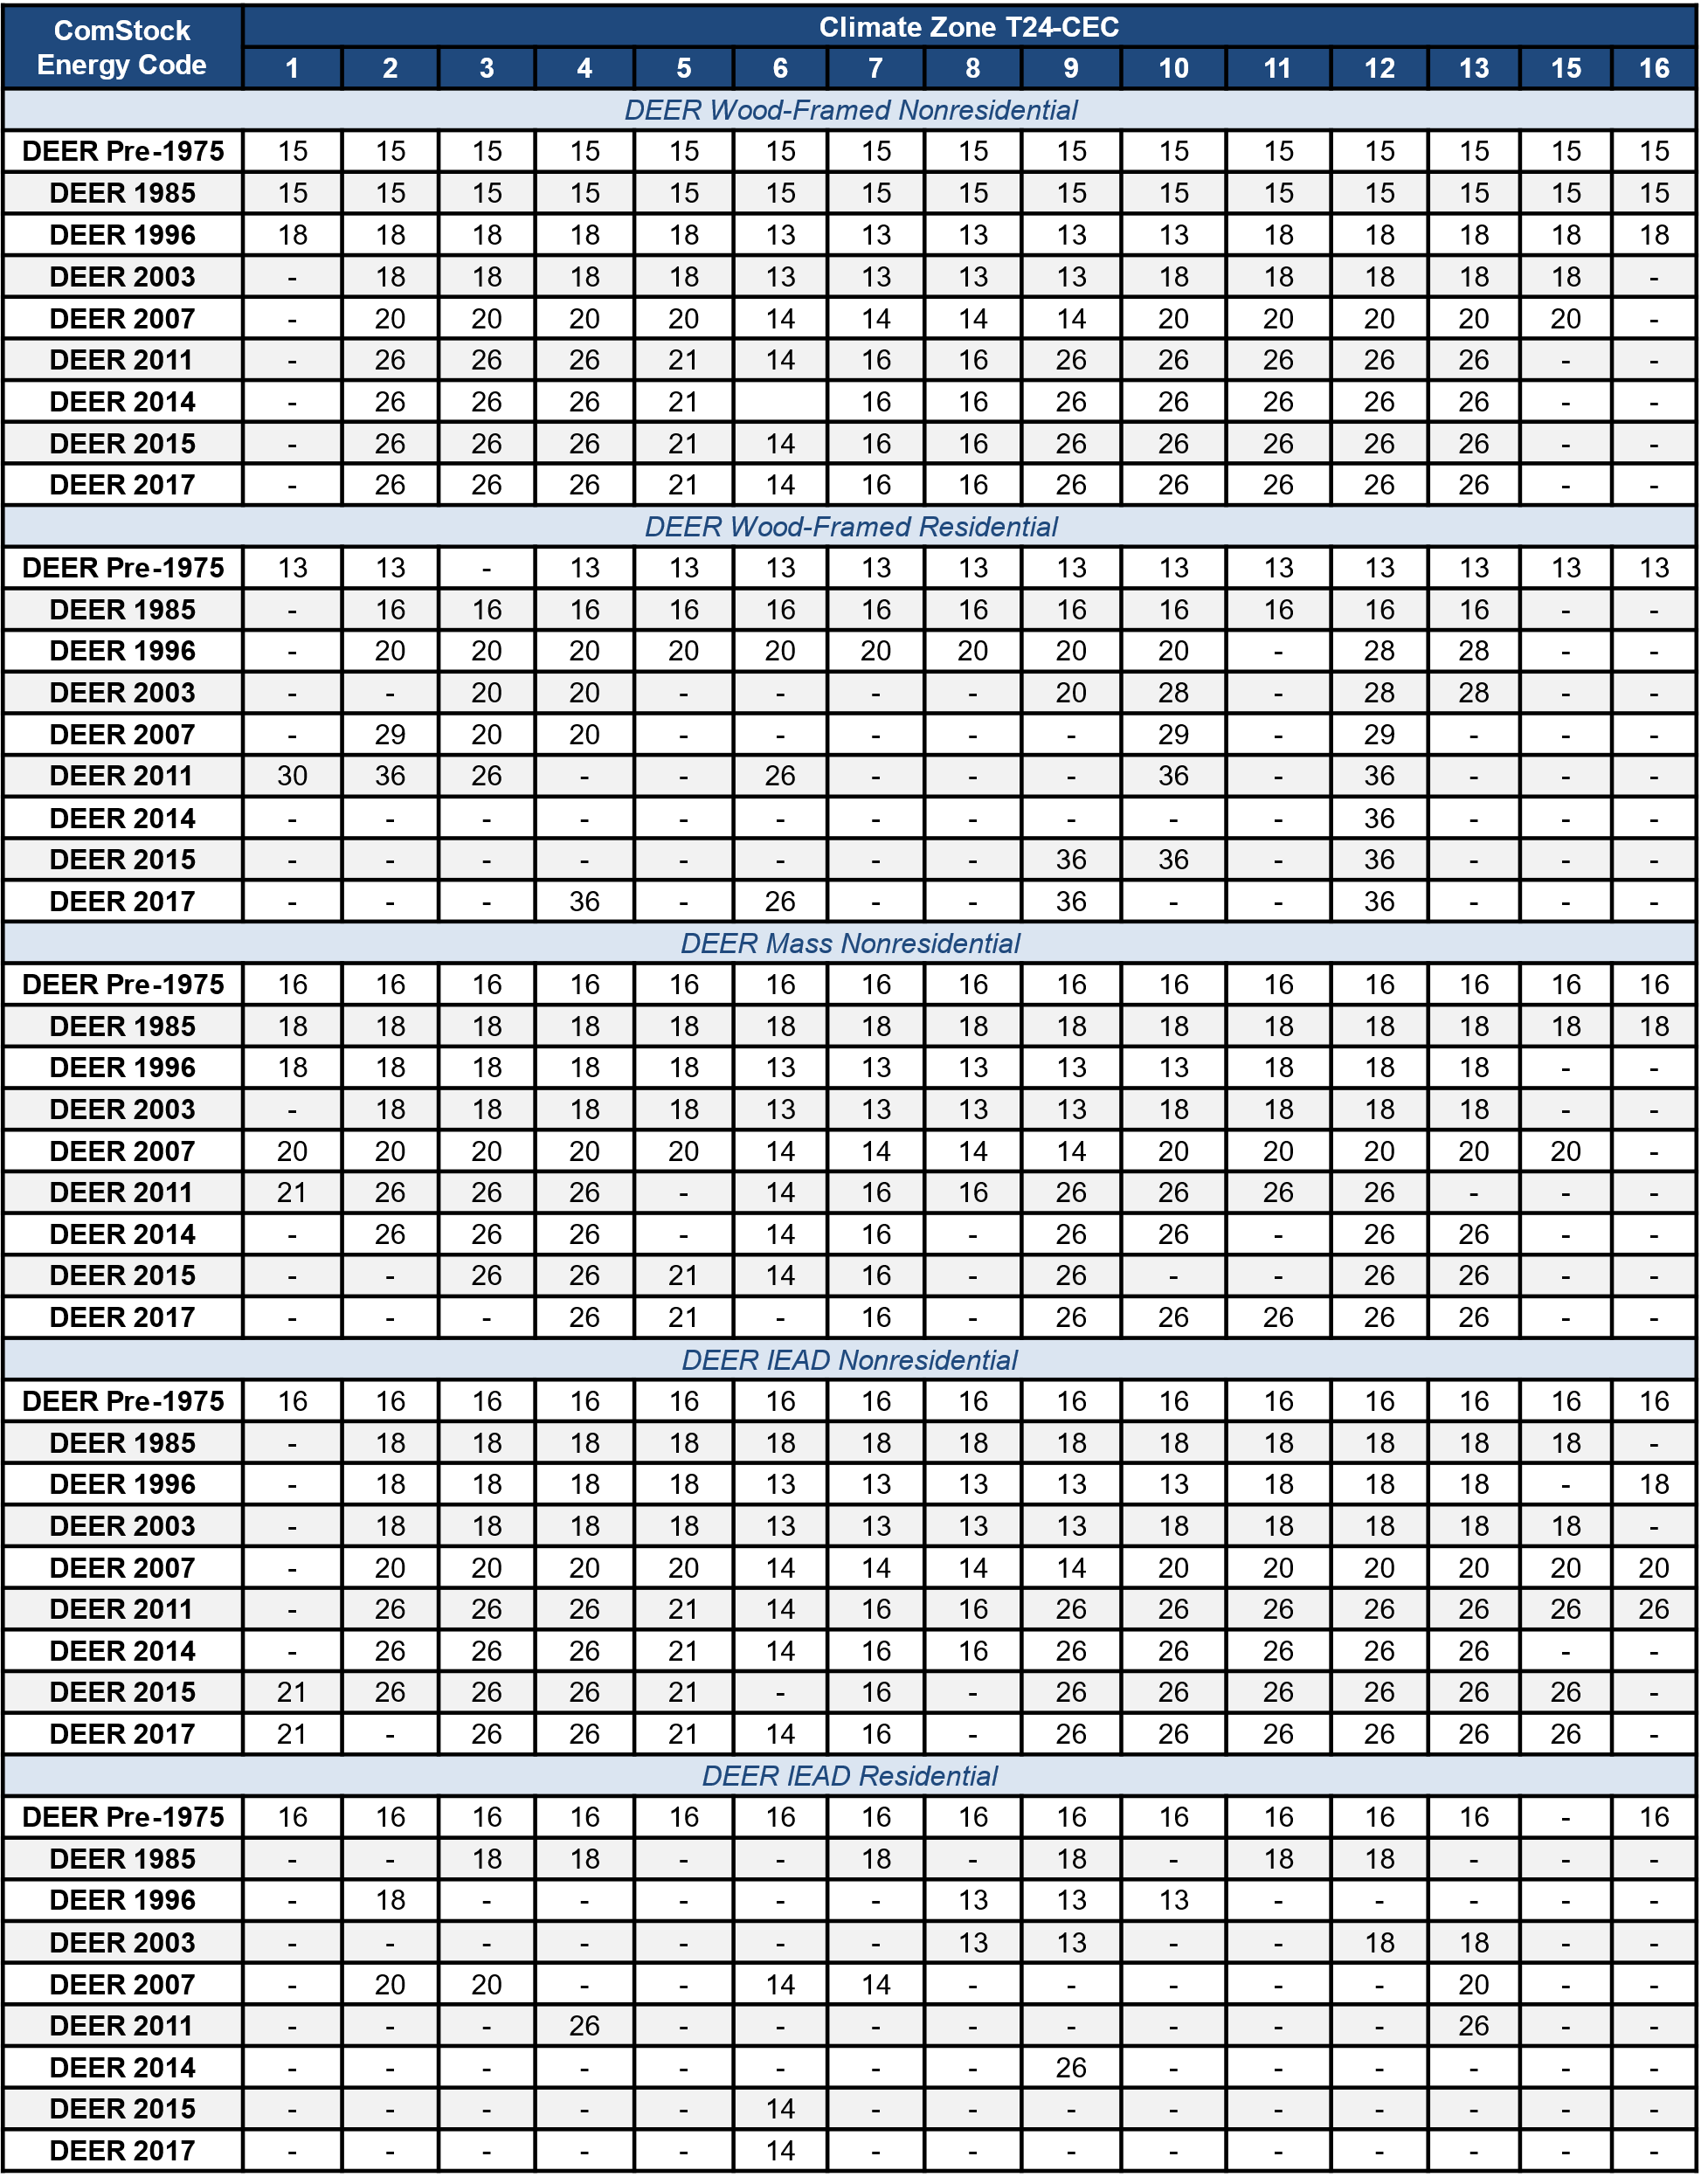 ComStock Energy Code Climate Zone T24-CEC
1 2 3 4 5 6 7 8 9 10 11 12 13 15 16
DEER Wood-Framed Nonresidential
DEER Pre-1975 15 15 15 15 15 15 15 15 15 15 15 15 15 15 15
DEER 1985 15 15 15 15 15 15 15 15 15 15 15 15 15 15 15
DEER 1996 18 18 18 18 18 13 13 13 13 13 18 18 18 18 18
DEER 2003 - 18 18 18 18 13 13 13 13 18 18 18 18 18 -
DEER 2007 - 20 20 20 20 14 14 14 14 20 20 20 20 20 -
DEER 2011 - 26 26 26 21 14 16 16 26 26 26 26 26 - -
DEER 2014 - 26 26 26 21 16 16 26 26 26 26 26 - -
DEER 2015 - 26 26 26 21 14 16 16 26 26 26 26 26 - -
DEER 2017 - 26 26 26 21 14 16 16 26 26 26 26 26 - -
DEER Wood-Framed Residential
DEER Pre-1975 13 13 - 13 13 13 13 13 13 13 13 13 13 13 13
DEER 1985 - 16 16 16 16 16 16 16 16 16 16 16 16 - -
DEER 1996 - 20 20 20 20 20 20 20 20 20 - 28 28 - -
DEER 2003 - - 20 20 - - - - 20 28 - 28 28 - -
DEER 2007 - 29 20 20 - - - - - 29 - 29 - - -
DEER 2011 30 36 26 - - 26 - - - 36 - 36 - - -
DEER 2014 - - - - - - - - - - - 36 - - -
DEER 2015 - - - - - - - - 36 36 - 36 - - -
DEER 2017 - - - 36 - 26 - - 36 - - 36 - - -
DEER Mass Nonresidential
DEER Pre-1975 16 16 16 16 16 16 16 16 16 16 16 16 16 16 16
DEER 1985 18 18 18 18 18 18 18 18 18 18 18 18 18 18 18
DEER 1996 18 18 18 18 18 13 13 13 13 13 18 18 18 - -
DEER 2003 - 18 18 18 18 13 13 13 13 18 18 18 18 - -
DEER 2007 20 20 20 20 20 14 14 14 14 20 20 20 20 20 -
DEER 2011 21 26 26 26 - 14 16 16 26 26 26 26 - - -
DEER 2014 - 26 26 26 - 14 16 - 26 26 - 26 26 - -
DEER 2015 - - 26 26 21 14 16 - 26 - - 26 26 - -
DEER 2017 - - - 26 21 - 16 - 26 26 26 26 26 - -
DEER IEAD Nonresidential
DEER Pre-1975 16 16 16 16 16 16 16 16 16 16 16 16 16 16 16
DEER 1985 - 18 18 18 18 18 18 18 18 18 18 18 18 18 -
DEER 1996 - 18 18 18 18 13 13 13 13 13 18 18 18 - 18
DEER 2003 - 18 18 18 18 13 13 13 13 18 18 18 18 18 -
DEER 2007 - 20 20 20 20 14 14 14 14 20 20 20 20 20 20
DEER 2011 - 26 26 26 21 14 16 16 26 26 26 26 26 26 26
DEER 2014 - 26 26 26 21 14 16 16 26 26 26 26 26 - -
DEER 2015 21 26 26 26 21 - 16 - 26 26 26 26 26 26 -
DEER 2017 21 - 26 26 21 14 16 - 26 26 26 26 26 26 -
DEER IEAD Residential
DEER Pre-1975 16 16 16 16 16 16 16 16 16 16 16 16 16 - 16
DEER 1985 - - 18 18 - - 18 - 18 - 18 18 - - -
DEER 1996 - 18 - - - - - 13 13 13 - - - - -
DEER 2003 - - - - - - - 13 13 - - 18 18 - -
DEER 2007 - 20 20 - - 14 14 - - - - - 20 - -
DEER 2011 - - - 26 - - - - - - - - 26 - -
DEER 2014 - - - - - - - - 26 - - - - - -
DEER 2015 - - - - - 14 - - - - - - - - -
DEER 2017 - - - - - 14 - - - - - - - - -